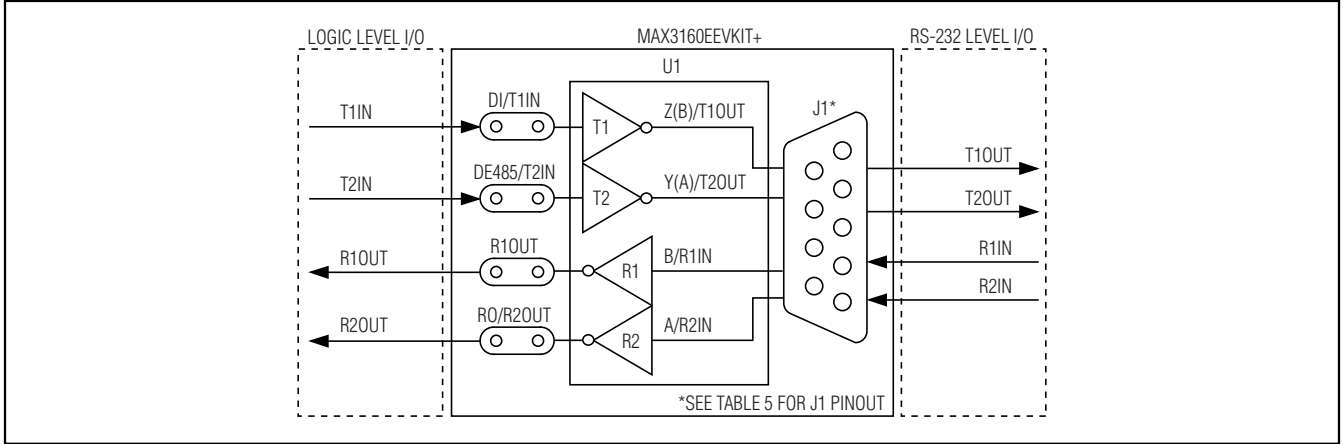 LOGIC LEVEL I/O
MAX3160EEVKIT+
RS-232 LEVEL I/O
U1
J1*
T1IN
DI/T1IN
T1
Z(B)/T1OUT
T1OUT
T2IN
DE485/T2IN
T2
Y(A)/T2OUT
T2OUT
R1OUT
R1OUT
R1
B/R1IN
R1IN
R2OUT
RO/R2OUT
R2
A/R2IN
R2IN
*SEE TABLE 5 FOR J1 PINOUT